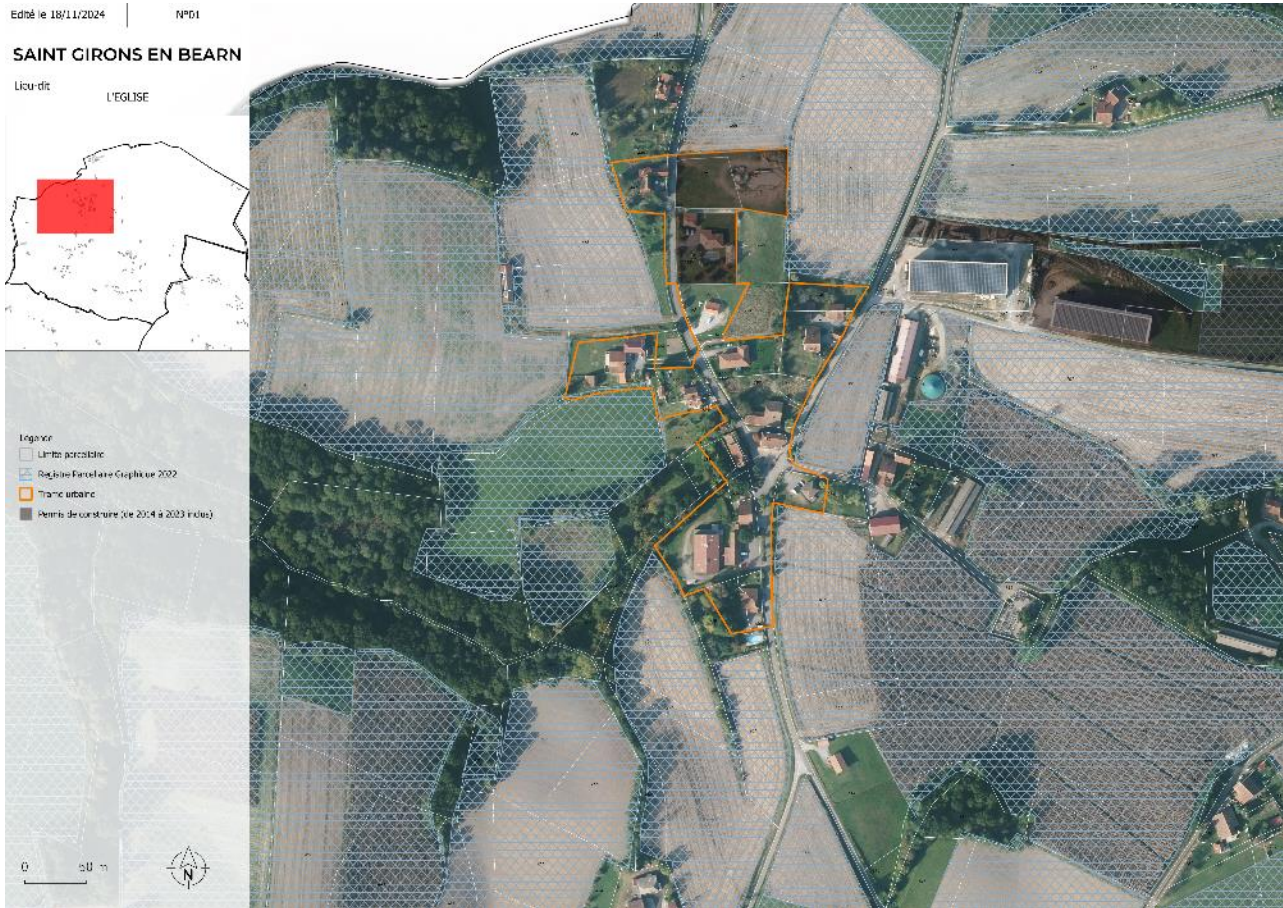 Edité le 18/11/2024
N°01
SAINT GIRONS EN BEARN
Lieu-dit
L'EGLISE
Légende
Limite parcellaire
Registre Parcellaire Graphique 2022
Trame urbaine
Permis de construire (de 2014 à 2023 inclus)
0 50 m
N